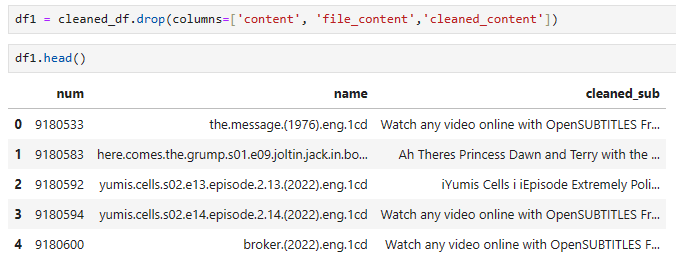 df1 = cleaned_df.drop(columns=['content', 'file_content','cleaned_content'])
df1.head()
num name cleaned_sub
0 9180533 the.message.(1976).eng.1cd Watch any video online with OpenSUBTITLES Fr...
1 9180583 here.comes.the.grump.s01.e09.joltin.jack.in.bo... Ah Theres Princess Dawn and Terry with the ...
2 9180592 yumis.cells.s02.e13.episode.2.13.(2022).eng.1cd iYumis Cells i iEpisode Extremely Poli...
3 9180594 yumis.cells.s02.e14.episode.2.14.(2022).eng.1cd Watch any video online with OpenSUBTITLES Fr...
4 9180600 broker.(2022).eng.1cd Watch any video online with OpenSUBTITLES F...